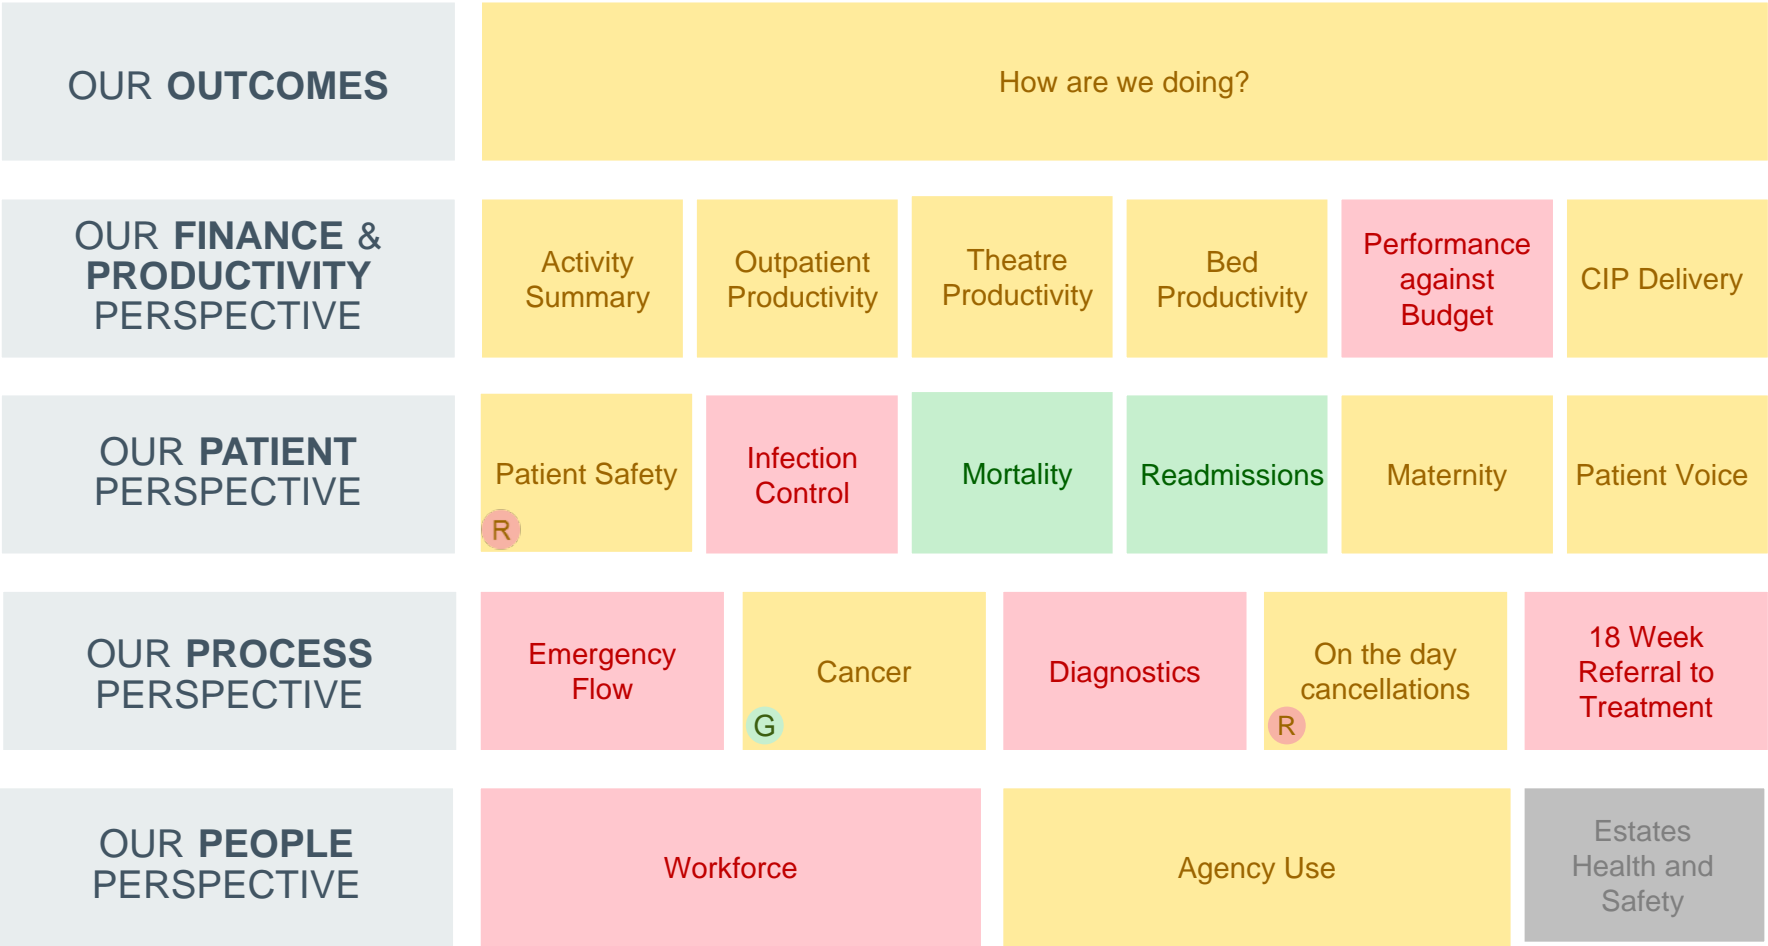 OUR OUTCOMES
How are we doing?
OUR FINANCE &
PRODUCTIVITY
PERSPECTIVE
Activity
Summary
Outpatient
Productivity
Theatre
Productivity
Bed
Productivity
Performance
against
Budget
CIP Delivery
OUR PATIENT
PERSPECTIVE
Patient Safety
R
Infection
Control
Mortality
Readmissions
Maternity
Patient Voice
OUR PROCESS
PERSPECTIVE
Emergency
Flow
Cancer
G
Diagnostics
On the day
cancellations
R
18 Week
Referral to
Treatment
OUR PEOPLE
PERSPECTIVE
Workforce
Agency Use
Estates
Health and
Safety